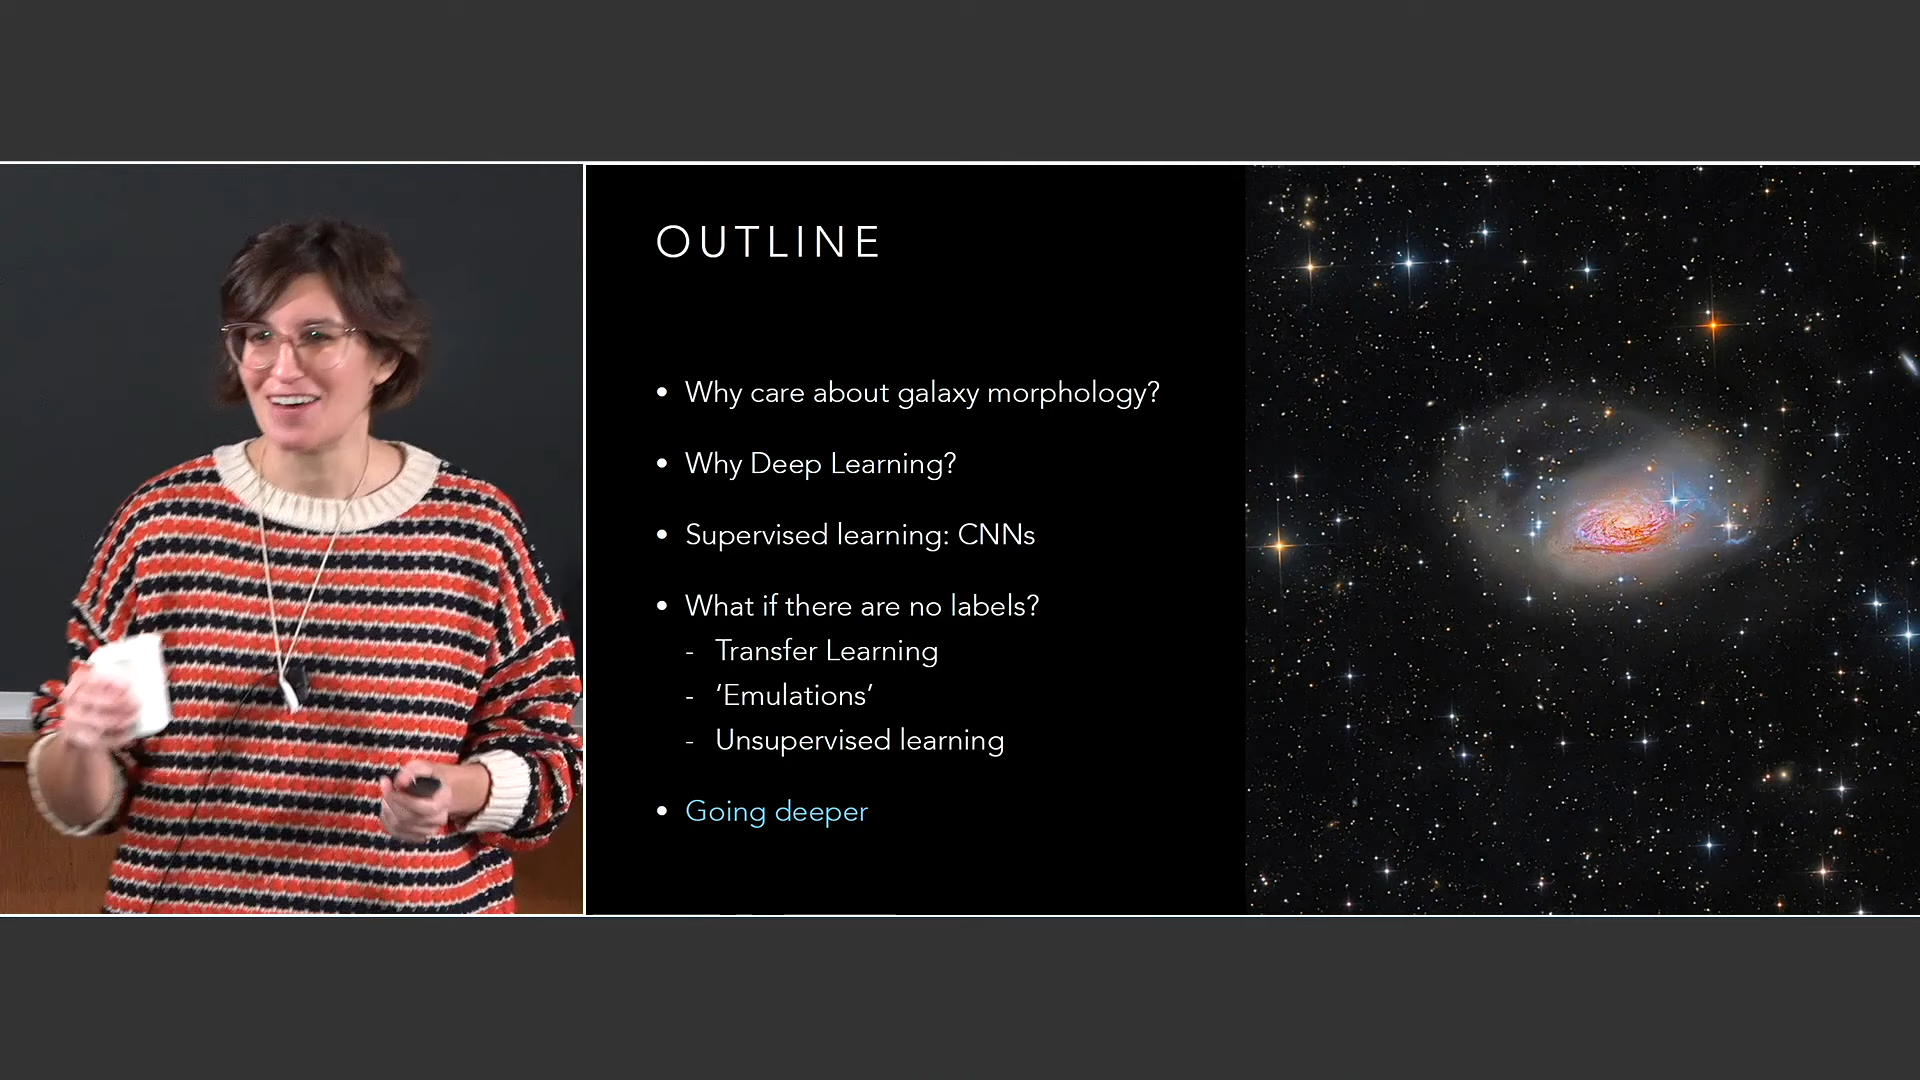 OUTLINE
• Why care about galaxy morphology?
• Why Deep Learning?
• Supervised learning: CNNs
• What if there are no labels?
- Transfer Learning
- ‘Emulations’
- Unsupervised learning
• Going deeper